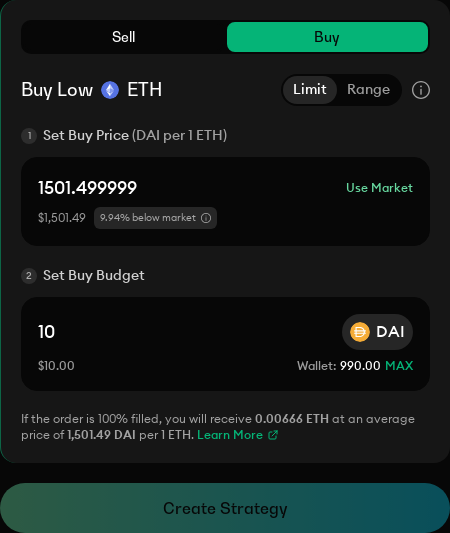 Sell Buy
Buy Low ETH Limit Range
1 Set Buy Price (DAI per 1 ETH)
1501.499999 Use Market
$1,501.49 9.94% below market
2 Set Buy Budget
10 DAI
$10.00 Wallet: 990.00 MAX
If the order is 100% filled, you will receive 0.00666 ETH at an average
price of 1,501.49 DAI per 1 ETH. Learn More
Create Strategy